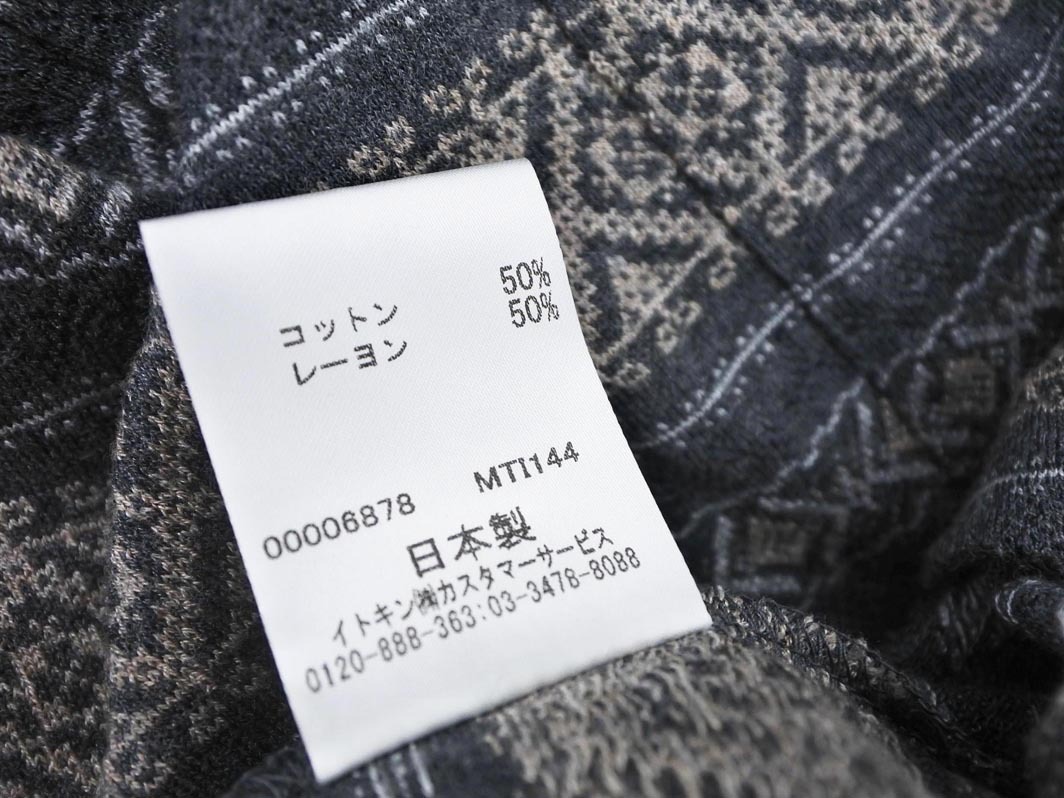 コットン 50%
レーヨン 50%
MTI144
00006878
日本製
イトキン㈱カスタマーサービス
0120-888-363:03-3478-8088